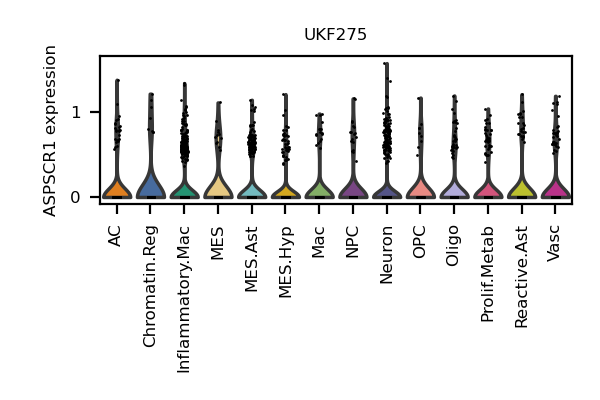 UKF275
ASPSCR1 expression
1
0
AC
Chromatin.Reg
Inflammatory.Mac
MES
MES.Ast
MES.Hyp
Mac
NPC
Neuron
OPC
Oligo
Prolif.Metab
Reactive.Ast
Vasc